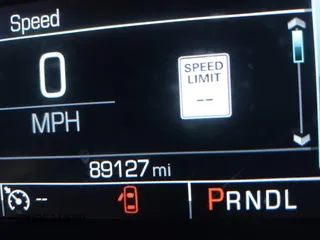 Speed
0
MPH
SPEED
LIMIT
--
89127 mi
-- PRNDL